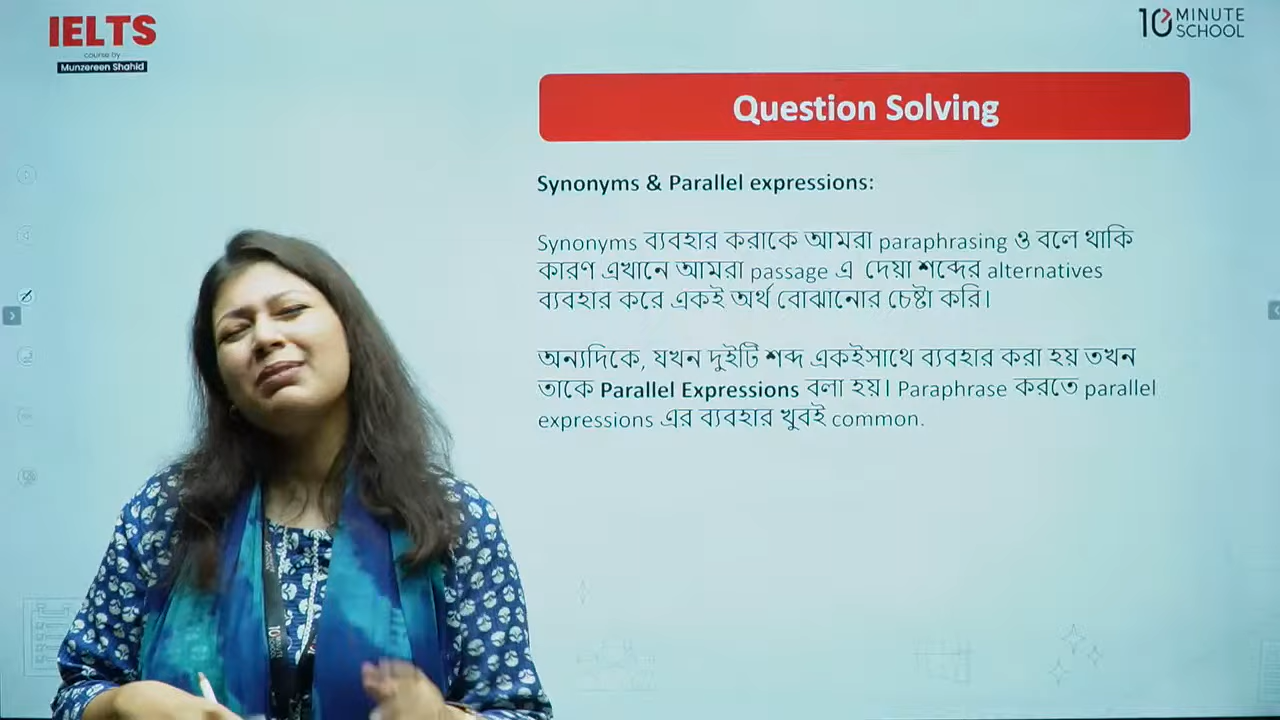 IELTS
course by
Munzereen Shahid
10 MINUTE
SCHOOL
Question Solving
Synonyms & Parallel expressions:
Synonyms ব্যবহার করাকে আমরা paraphrasing ও বলে থাকি
কারণ এখানে আমরা passage এ দেয়া শব্দের alternatives
ব্যবহার করে একই অর্থ বোঝানোর চেষ্টা করি।
অন্যদিকে, যখন দুইটি শব্দ একইসাথে ব্যবহার করা হয় তখন
তাকে Parallel Expressions বলা হয়। Paraphrase করতে parallel
expressions এর ব্যবহার খুবই common.